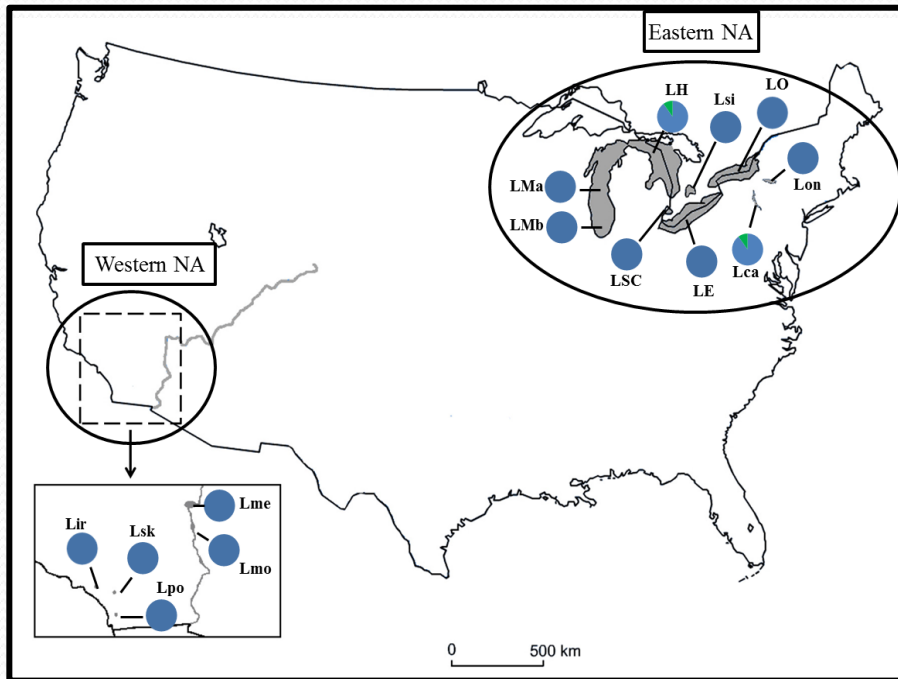 Eastern NA
LH
Lsi
LO
LMa
Lon
LMb
LSC
LE
Lca
Western NA
Lme
Lir
Lsk
Lmo
Lpo
0
500 km